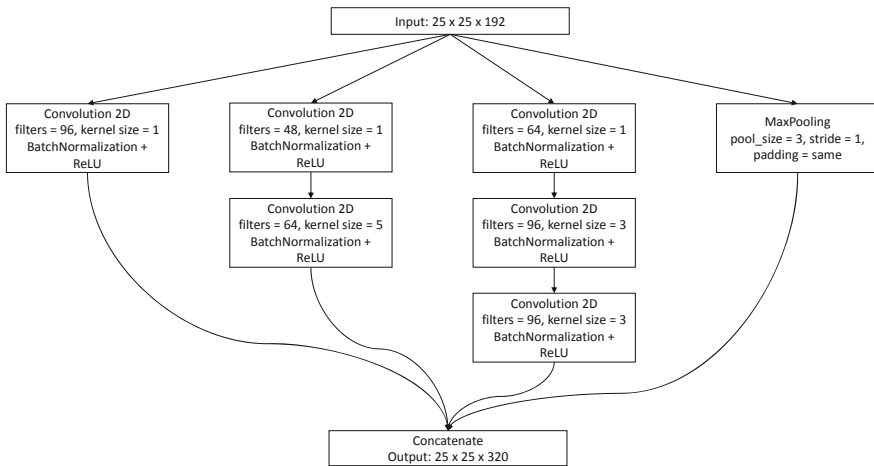 Input: 25 x 25 x 192
Convolution 2D
filters = 96, kernel size = 1
BatchNormalization +
ReLU
Convolution 2D
filters = 48, kernel size = 1
BatchNormalization +
ReLU
Convolution 2D
filters = 64, kernel size = 1
BatchNormalization +
ReLU
MaxPooling
pool_size = 3, stride = 1,
padding = same
Convolution 2D
filters = 64, kernel size = 5
BatchNormalization +
ReLU
Convolution 2D
filters = 96, kernel size = 3
BatchNormalization +
ReLU
Convolution 2D
filters = 96, kernel size = 3
BatchNormalization +
ReLU
Concatenate
Output: 25 x 25 x 320